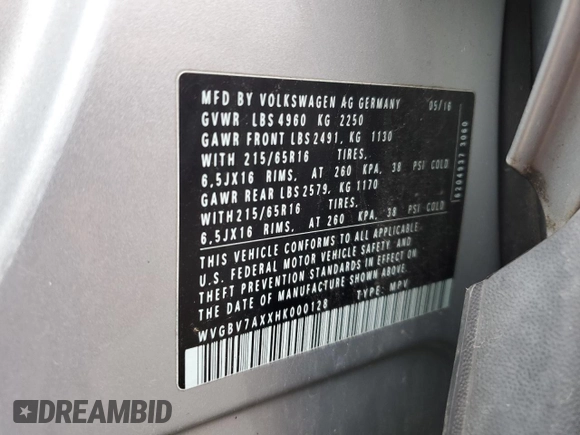 MFD BY VOLKSWAGEN AG GERMANY 05/16
GVWR LBS 4960 KG 2250
GAWR FRONT LBS 2491, KG 1130
WITH 215/65R16 TIRES,
6,5JX16 RIMS, AT 260 KPA, 38 PSI COLD
GAWR REAR LBS 2579, KG 1170
WITH215/65R16 TIRES,
6,5JX16 RIMS, AT 260 KPA, 38 PSI COLD
THIS VEHICLE CONFORMS TO ALL APPLICABLE
U.S. FEDERAL MOTOR VEHICLE SAFETY AND
THEFT PREVENTION STANDARDS IN EFFECT ON
THE DATE OF MANUFACTURE SHOWN ABOVE.
WVGBV7AXXHK000128 TYPE: MPV
6204937 3060
DREAMBID